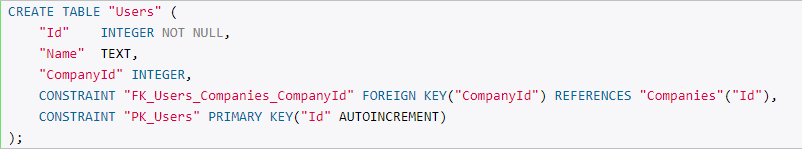 CREATE TABLE "Users" (
    "Id"    INTEGER NOT NULL,
    "Name"  TEXT,
    "CompanyId" INTEGER,
    CONSTRAINT "FK_Users_Companies_CompanyId" FOREIGN KEY("CompanyId") REFERENCES "Companies"("Id"),
    CONSTRAINT "PK_Users" PRIMARY KEY("Id" AUTOINCREMENT)
);